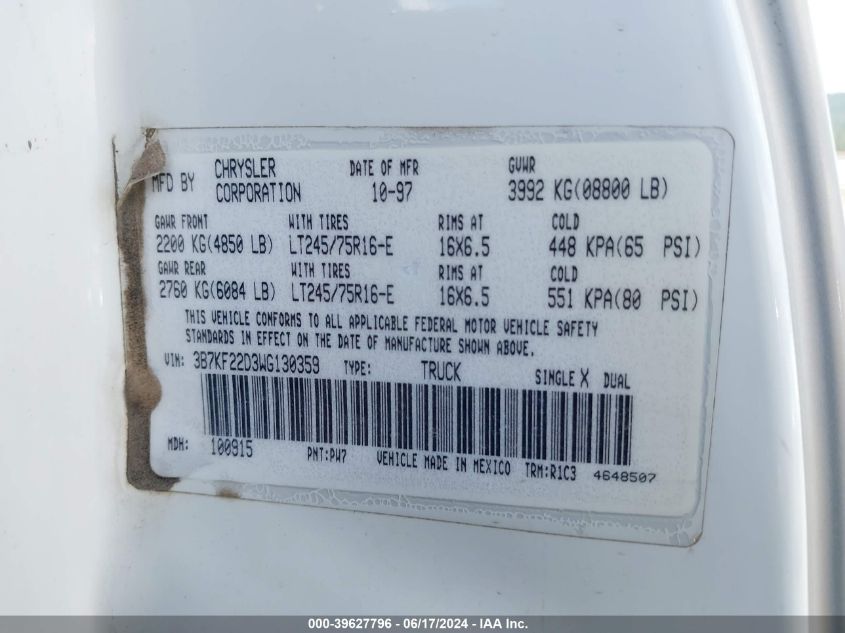 MFD BY CHRYSLER CORPORATION DATE OF MFR 10-97 GVWR 3992 KG(08800 LB)
GAWR FRONT WITH TIRES RIMS AT COLD
2200 KG(4850 LB) LT245/75R16-E 16X6.5 448 KPA(65 PSI)
GAWR REAR WITH TIRES RIMS AT COLD
2760 KG(6084 LB) LT245/75R16-E 16X6.5 551 KPA(80 PSI)
THIS VEHICLE CONFORMS TO ALL APPLICABLE FEDERAL MOTOR VEHICLE SAFETY
STANDARDS IN EFFECT ON THE DATE OF MANUFACTURE SHOWN ABOVE.
VIN: 3B7KF22D3WG130359 TYPE: TRUCK SINGLE X DUAL
MDH: 100915 PNT:PW7 VEHICLE MADE IN MEXICO TRM:R1C3 4648507
000-39627796 - 06/17/2024 - IAA Inc.